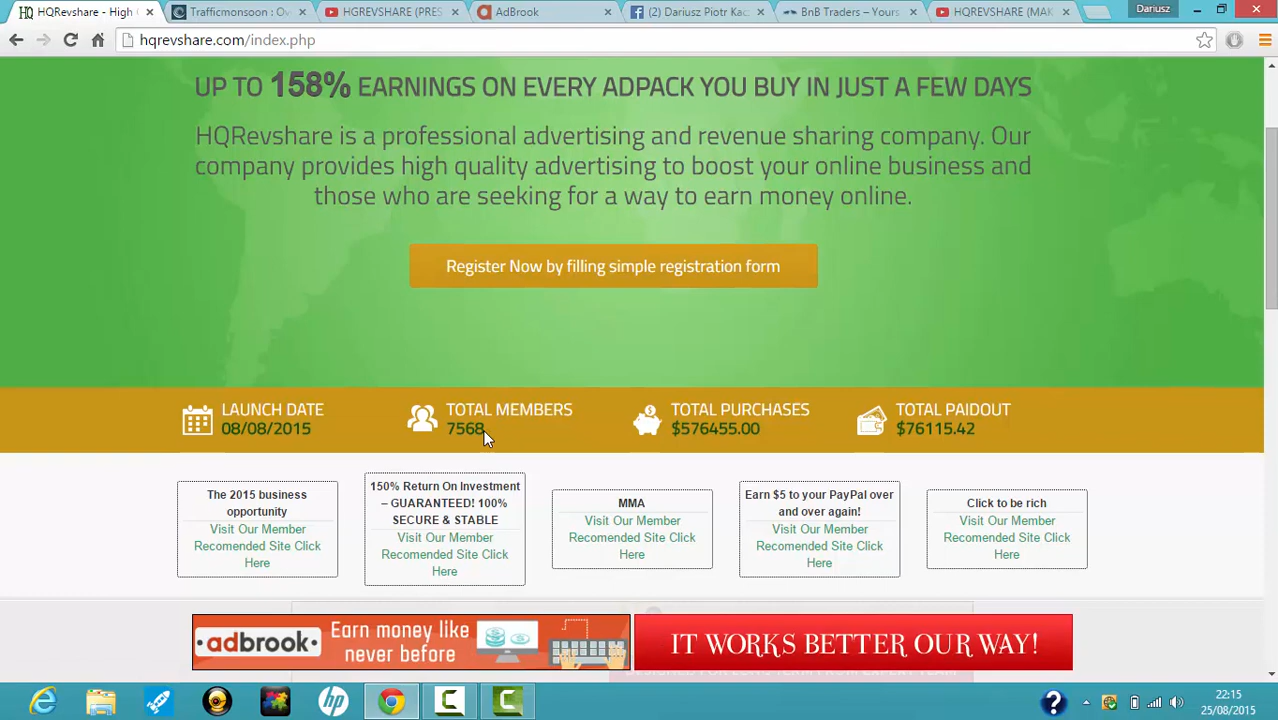 HQRevshare - High
Trafficmonsoon : Ov
HGREVSHARE (PRES
AdBrook
(2) Dariusz Piotr Kac
BnB Traders – Yours
HQREVSHARE (MAK
Dariusz
hqrevshare.com/index.php
UP TO 158% EARNINGS ON EVERY ADPACK YOU BUY IN JUST A FEW DAYS
HQRevshare is a professional advertising and revenue sharing company. Our
company provides high quality advertising to boost your online business and
those who are seeking for a way to earn money online.
Register Now by filling simple registration form
LAUNCH DATE
08/08/2015
TOTAL MEMBERS
7568
TOTAL PURCHASES
$576455.00
TOTAL PAIDOUT
$76115.42
The 2015 business
opportunity
Visit Our Member
Recomended Site Click
Here
150% Return On Investment
– GUARANTEED! 100%
SECURE & STABLE
Visit Our Member
Recomended Site Click
Here
MMA
Visit Our Member
Recomended Site Click
Here
Earn $5 to your PayPal over
and over again!
Visit Our Member
Recomended Site Click
Here
Click to be rich
Visit Our Member
Recomended Site Click
Here
adbrook
Earn money like
never before
IT WORKS BETTER OUR WAY!
22:15
25/08/2015